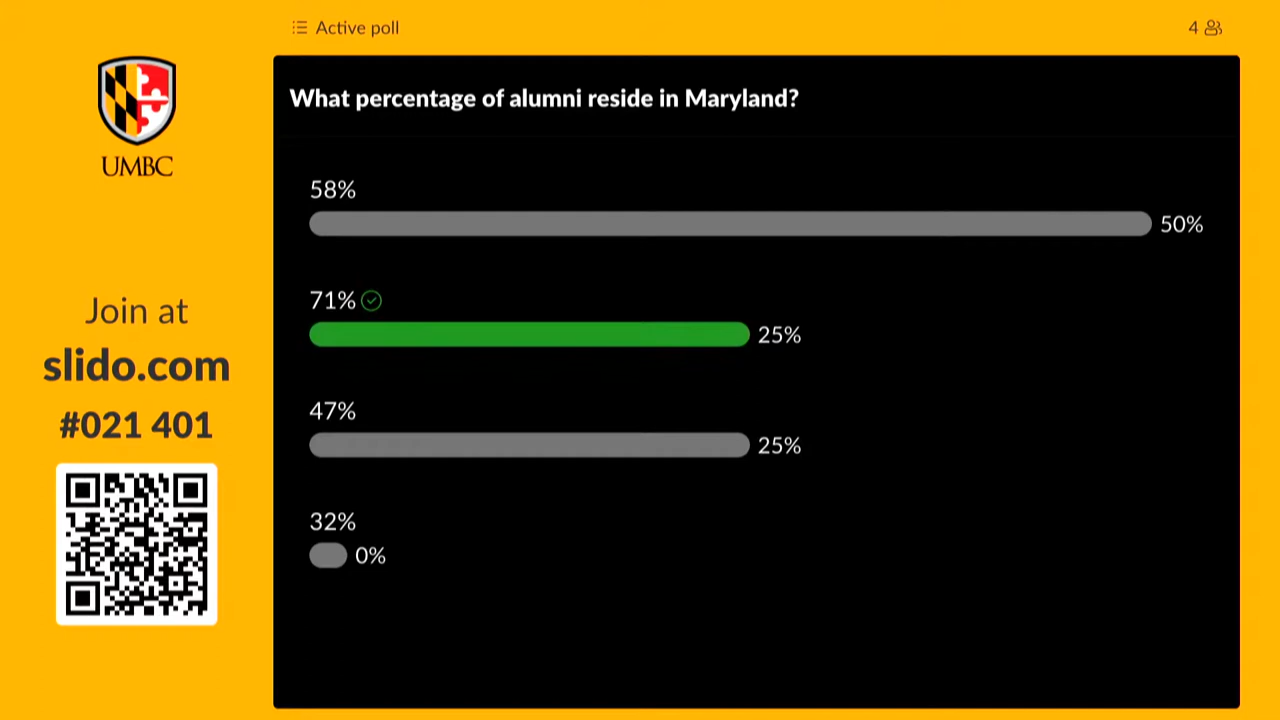 Active poll
4
UMBC
Join at
slido.com
#021 401
What percentage of alumni reside in Maryland?
58%
50%
71%
25%
47%
25%
32%
0%